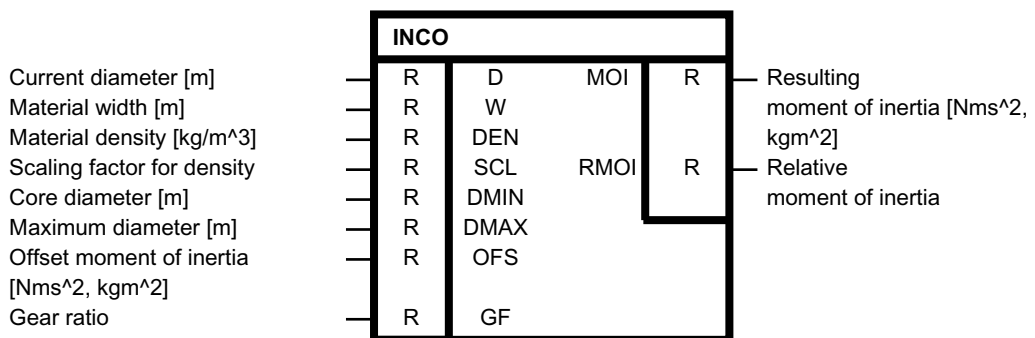 INCO
Current diameter [m] R D MOI R Resulting
Material width [m] R W moment of inertia [Nms^2,
Material density [kg/m^3] R DEN kgm^2]
Scaling factor for density R SCL RMOI R Relative
Core diameter [m] R DMIN moment of inertia
Maximum diameter [m] R DMAX
Offset moment of inertia R OFS
[Nms^2, kgm^2]
Gear ratio R GF